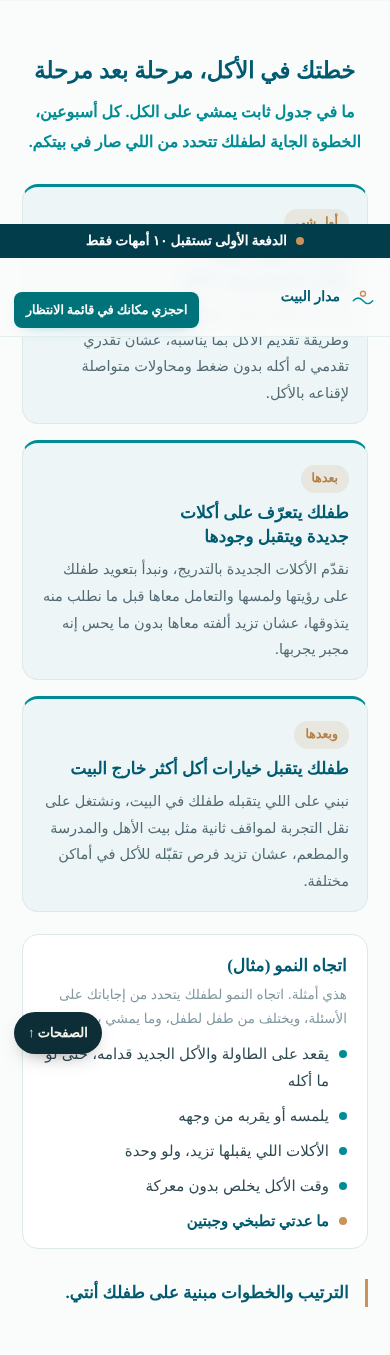 خطتك في الأكل، مرحلة بعد مرحلة
ما في جدول ثابت يمشي على الكل. كل أسبوعين،
الخطوة الجاية لطفلك تتحدد من اللي صار في بيتكم.
الدفعة الأولى تستقبل ١٠ أمهات فقط
مدار البيت
احجزي مكانك في قائمة الانتظار
وطريقة تقديم الأكل بما يناسبه، عشان تقدري
تقدمي له أكله بدون ضغط ومحاولات متواصلة
لإقناعه بالأكل.
بعدها
طفلك يتعرّف على أكلات
جديدة ويتقبل وجودها
نقدّم الأكلات الجديدة بالتدريج، ونبدأ بتعويد طفلك
على رؤيتها ولمسها والتعامل معاها قبل ما نطلب منه
يتذوقها، عشان تزيد ألفته معاها بدون ما يحس إنه
مجبر يجربها.
وبعدها
طفلك يتقبل خيارات أكل أكثر خارج البيت
نبني على اللي يتقبله طفلك في البيت، ونشتغل على
نقل التجربة لمواقف ثانية مثل بيت الأهل والمدرسة
والمطعم، عشان تزيد فرص تقبّله للأكل في أماكن
مختلفة.
اتجاه النمو (مثال)
هذي أمثلة. اتجاه النمو لطفلك يتحدد من إجاباتك على
الأسئلة، ويختلف من طفل لطفل، وما يمشي
الصفحات ↑
يقعد على الطاولة والأكل الجديد قدامه، حتى لو
ما أكله
يلمسه أو يقربه من وجهه
الأكلات اللي يقبلها تزيد، ولو وحدة
وقت الأكل يخلص بدون معركة
ما عدتي تطبخي وجبتين
الترتيب والخطوات مبنية على طفلك أنتي.